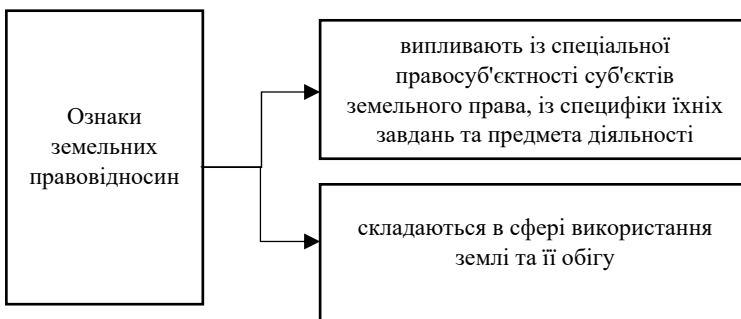 Ознаки
земельних
правовідносин
випливають із спеціальної
правосуб'єктності суб'єктів
земельного права, із специфіки їхніх
завдань та предмета діяльності
складаються в сфері використання
землі та її обігу